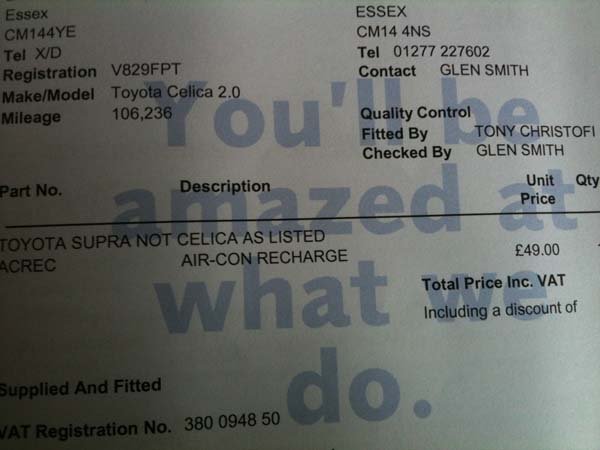 Essex
CM144YE
Tel X/D
Registration V829FPT
Make/Model Toyota Celica 2.0
Mileage 106,236
ESSEX
CM14 4NS
Tel 01277 227602
Contact GLEN SMITH
Quality Control
Fitted By TONY CHRISTOFI
Checked By GLEN SMITH
Part No. Description Unit Price Qty
TOYOTA SUPRA NOT CELICA AS LISTED
ACREC AIR-CON RECHARGE £49.00
Total Price Inc. VAT
Including a discount of
Supplied And Fitted
VAT Registration No. 380 0948 50
You'll be
amazed at
what we
do.